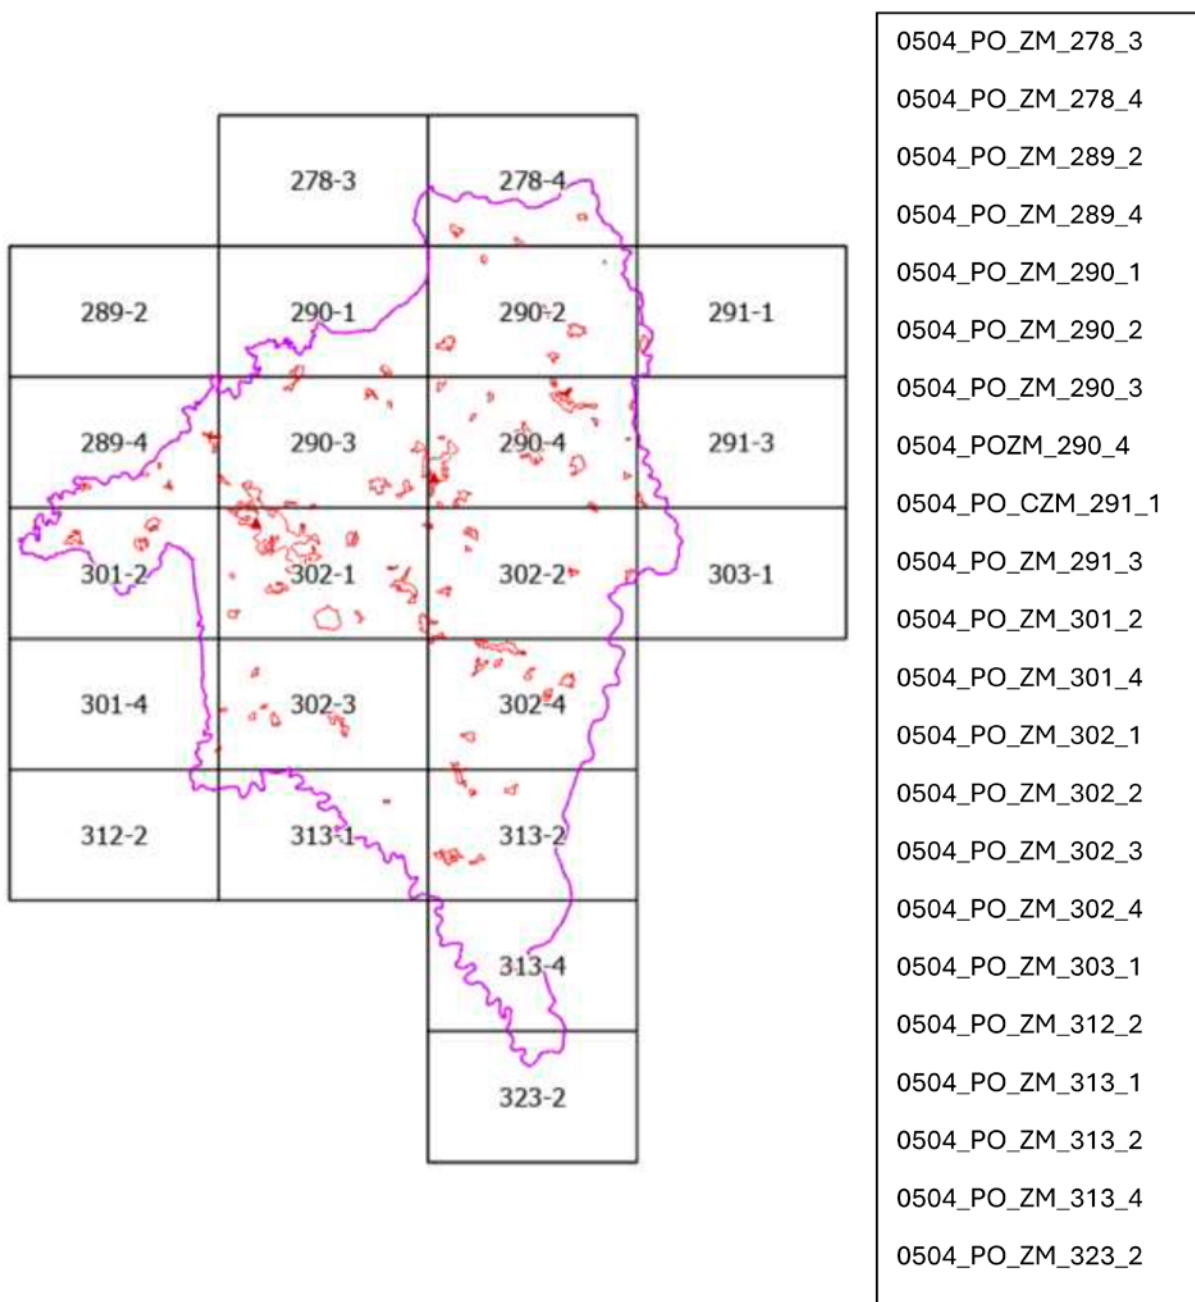 278-3
278-4
289-2
290-1
290-2
291-1
289-4
290-3
290-4
291-3
301-2
302-1
302-2
303-1
301-4
302-3
302-4
312-2
313-1
313-2
313-4
323-2
0504_PO_ZM_278_3
0504_PO_ZM_278_4
0504_PO_ZM_289_2
0504_PO_ZM_289_4
0504_PO_ZM_290_1
0504_PO_ZM_290_2
0504_PO_ZM_290_3
0504_POZM_290_4
0504_PO_CZM_291_1
0504_PO_ZM_291_3
0504_PO_ZM_301_2
0504_PO_ZM_301_4
0504_PO_ZM_302_1
0504_PO_ZM_302_2
0504_PO_ZM_302_3
0504_PO_ZM_302_4
0504_PO_ZM_303_1
0504_PO_ZM_312_2
0504_PO_ZM_313_1
0504_PO_ZM_313_2
0504_PO_ZM_313_4
0504_PO_ZM_323_2